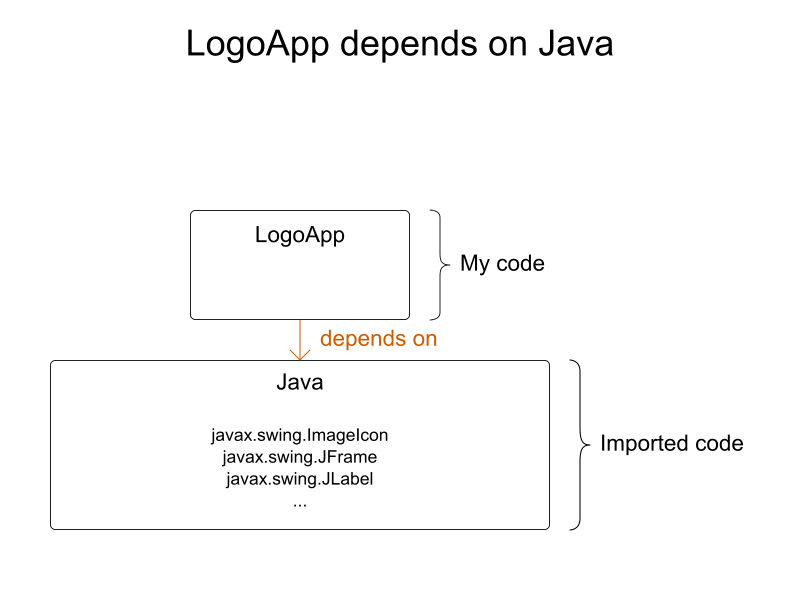 LogoApp depends on Java
LogoApp
My code
depends on
Java
javax.swing.ImageIcon
javax.swing.JFrame
javax.swing.JLabel
...
Imported code